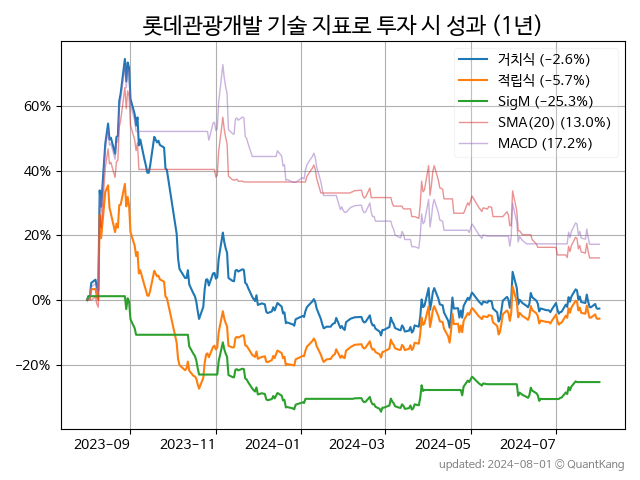 롯데관광개발 기술 지표로 투자 시 성과 (1년)
거치식 (−2.6%)
적립식 (−5.7%)
SigM (−25.3%)
SMA(20) (13.0%)
MACD (17.2%)
60%
40%
20%
0%
−20%
2023-09 2023-11 2024-01 2024-03 2024-05 2024-07
updated: 2024-08-01 © QuantKang